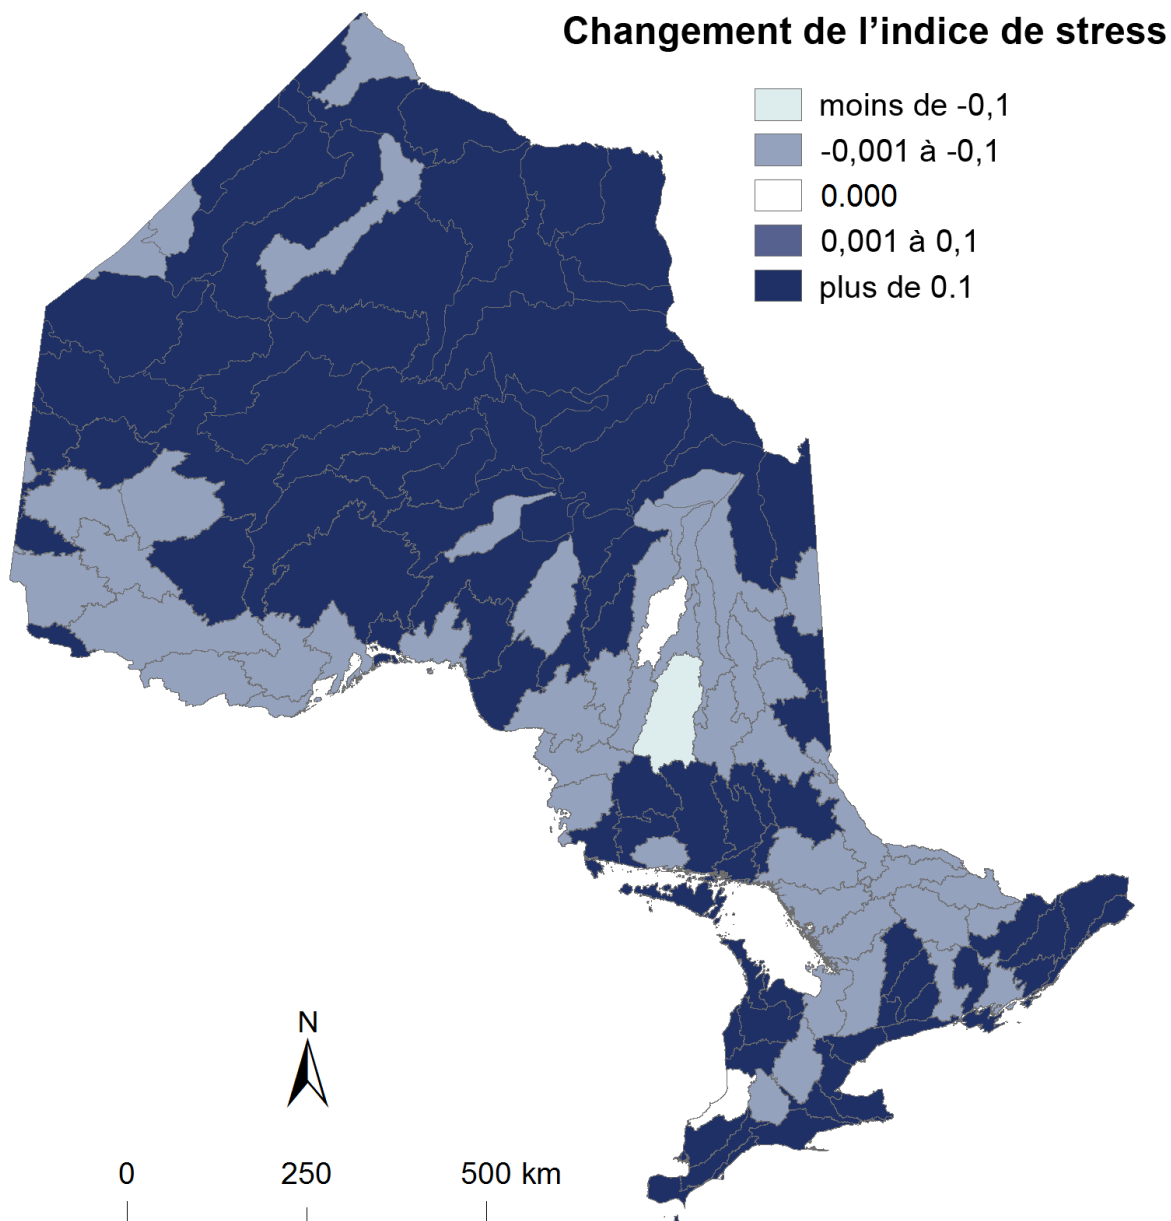 Changement de l’indice de stress
moins de -0,1
-0,001 à -0,1
0.000
0,001 à 0,1
plus de 0.1
N
0 250 500 km